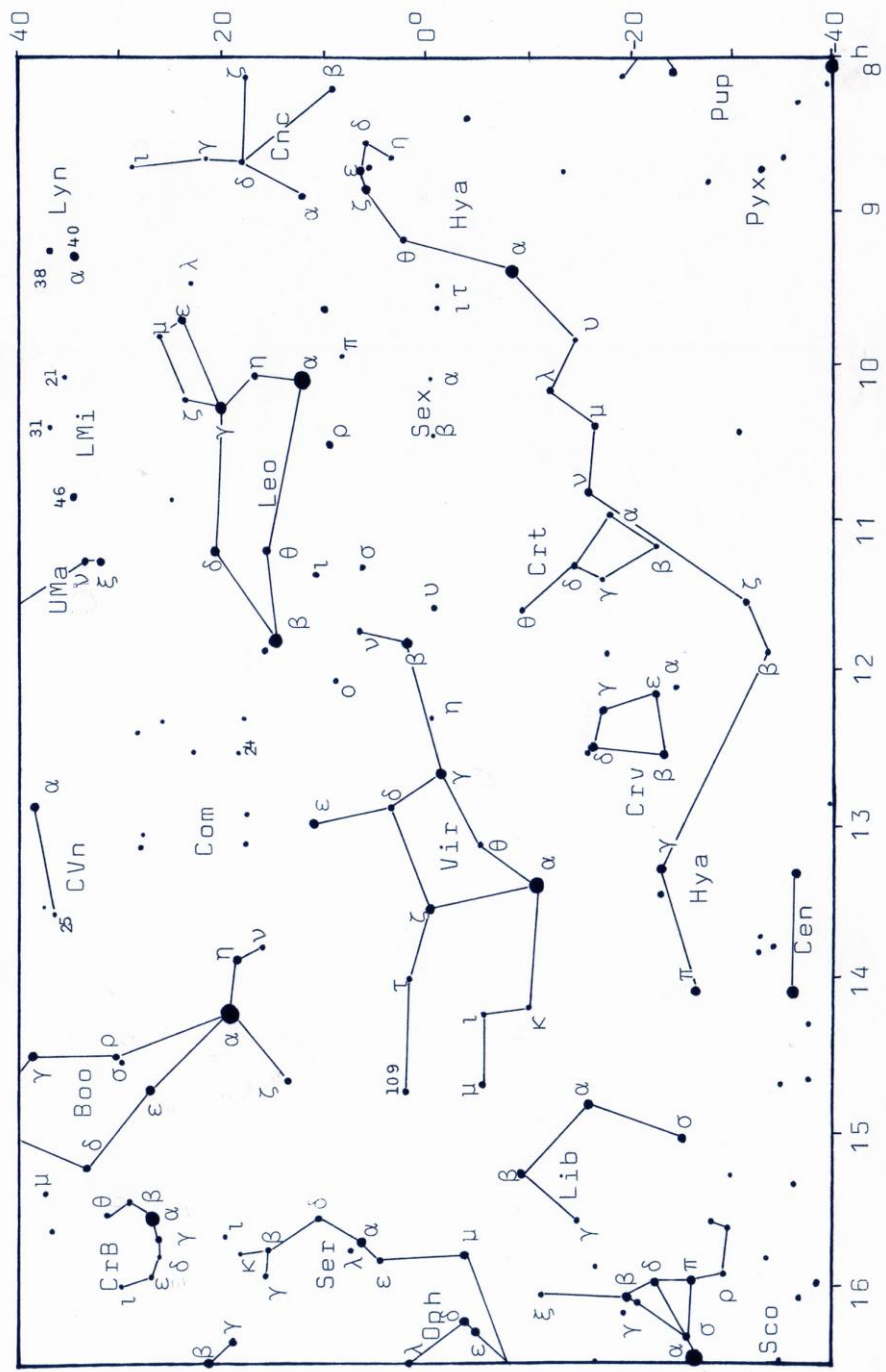 40
20
0°
-20
-40
16
15
14
13
12
11
10
9
8h
CrB
ι ε δ γ α β θ
μ
Boo
γ ρ σ δ ε α η υ ζ
CVn
α 25
Com
24
UMa
ν ξ
LMi
46 31 21
Lyn
38 α 40
Leo
μ ε λ ζ γ η α δ θ β ι σ ρ π ο
Cnc
ι γ δ ζ β α
β γ
Ser
ι κ β γ δ α λ ε μ
Oph
λ δ ε
Vir
109 τ ζ δ ε γ η β ν θ α κ ι μ υ
Sex
α β
Hya
δ ε η ζ θ α ι τ υ λ μ ν ζ β
Hya
γ π
Crt
θ δ γ α β
Crv
γ ε α δ β
Lib
β α γ σ
Sco
ξ β γ δ π ρ σ α
Cen
Pyx
Pup